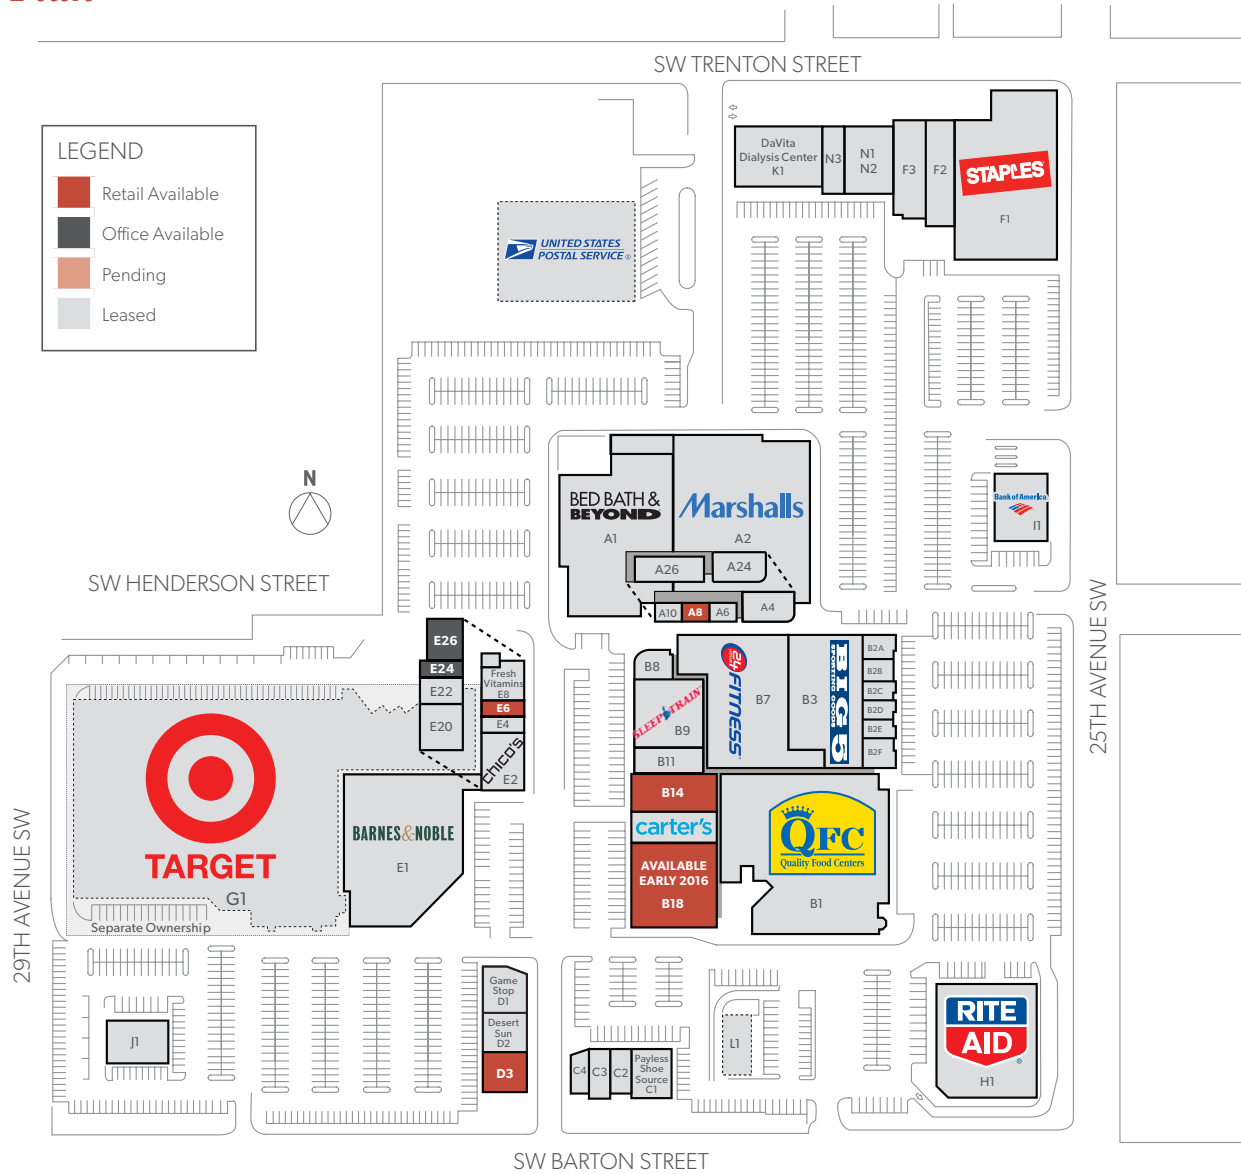 SW TRENTON STREET
LEGEND
Retail Available
Office Available
Pending
Leased
DaVita
Dialysis Center
K1
N3
N1
N2
F3
F2
STAPLES
F1
UNITED STATES
POSTAL SERVICE®
N
SW HENDERSON STREET
BED BATH &
BEYOND
A1
Marshalls
A2
A26
A24
A10
A8
A6
A4
Bank of America
I1
25TH AVENUE SW
E26
E24
E22
E20
Fresh
Vitamins
E8
E6
E4
chico's
E2
B8
SLEEP TRAIN
B9
B11
24
FITNESS
B7
B3
BIG 5
SPORTING GOODS
B2A
B2B
B2C
B2D
B2E
B2F
B14
carter's
AVAILABLE
EARLY 2016
B18
QFC
Quality Food Centers
B1
TARGET
G1
Separate Ownership
BARNES&NOBLE
E1
29TH AVENUE SW
J1
Game
Stop
D1
Desert
Sun
D2
D3
C4
C3
C2
Payless
Shoe
Source
C1
L1
RITE
AID
®
H1
SW BARTON STREET